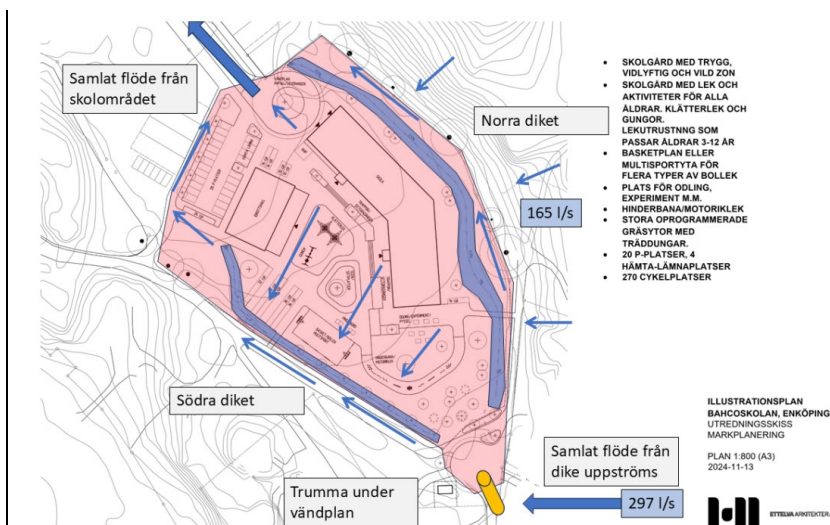 Samlat flöde från
skolområdet
Norra diket
165 l/s
Södra diket
Trumma under
vändplan
Samlat flöde från
dike uppströms
297 l/s
• SKOLGÅRD MED TRYGG,
VIDLYFTIG OCH VILD ZON
• SKOLGÅRD MED LEK OCH
AKTIVITETER FÖR ALLA
ÅLDRAR. KLÄTTERLEK OCH
GUNGOR.
LEKUTRUSTNNG SOM
PASSAR ÅLDRAR 3-12 ÅR
• BASKETPLAN ELLER
MULTISPORTYTA FÖR
FLERA TYPER AV BOLLEK
• PLATS FÖR ODLING,
EXPERIMENT M.M.
• HINDERBANA/MOTORIKLEK
• STORA OPROGRAMMERADE
GRÄSYTOR MED
TRÄDDUNGAR.
• 20 P-PLATSER, 4
HÄMTA-LÄMNAPLATSER
• 270 CYKELPLATSER
ILLUSTRATIONSPLAN
BAHCOSKOLAN, ENKÖPING
UTREDNINGSSKISS
MARKPLANERING
PLAN 1:800 (A3)
2024-11-13
ETTELVA ARKITEKTER